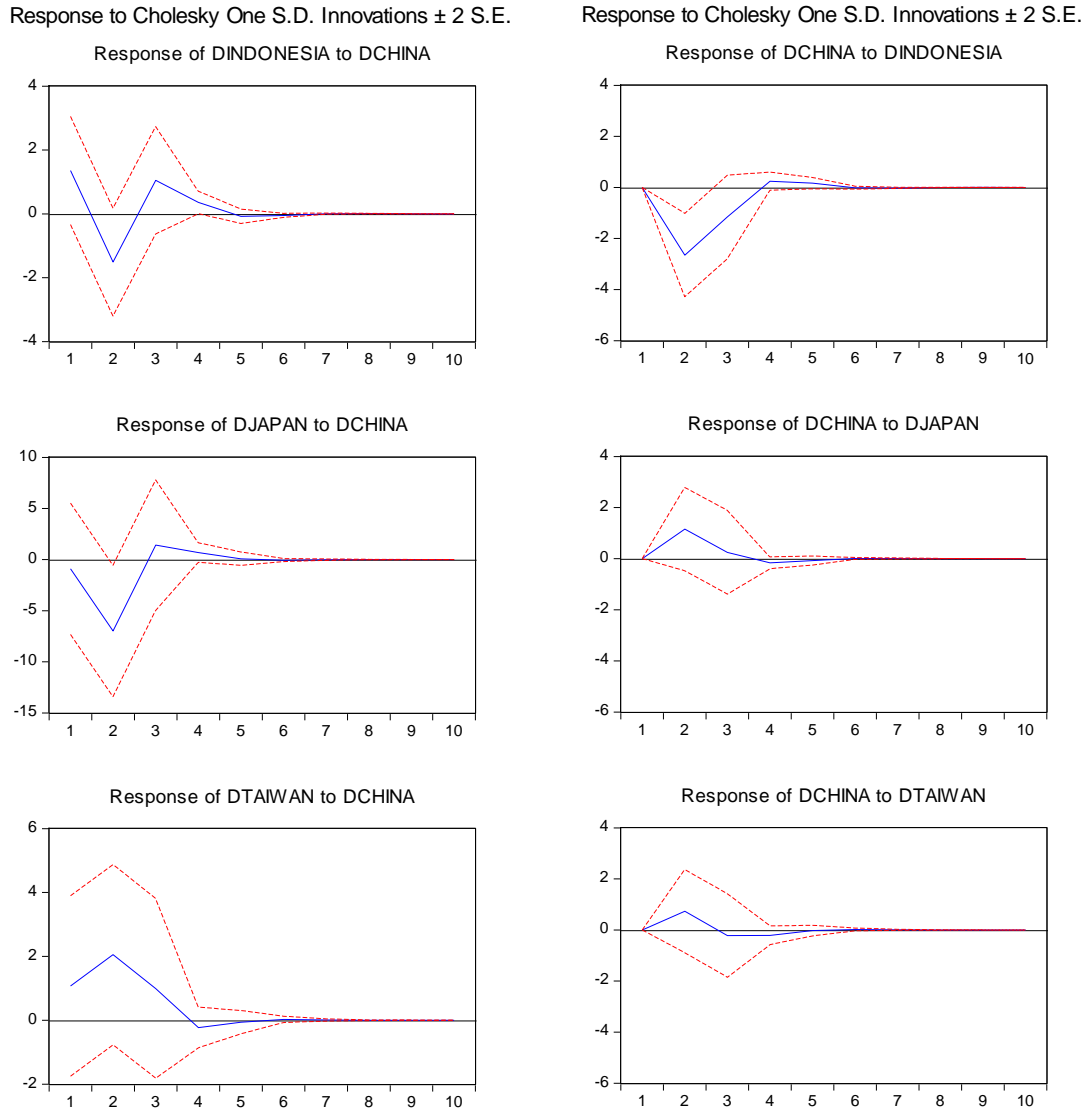 Response to Cholesky One S.D. Innovations ± 2 S.E.
Response of DINDONESIA to DCHINA
4
2
0
-2
-4
1 2 3 4 5 6 7 8 9 10
Response of DJAPAN to DCHINA
10
5
0
-5
-10
-15
1 2 3 4 5 6 7 8 9 10
Response of DTAIWAN to DCHINA
6
4
2
0
-2
1 2 3 4 5 6 7 8 9 10
Response to Cholesky One S.D. Innovations ± 2 S.E.
Response of DCHINA to DINDONESIA
4
2
0
-2
-4
-6
1 2 3 4 5 6 7 8 9 10
Response of DCHINA to DJAPAN
4
2
0
-2
-4
-6
1 2 3 4 5 6 7 8 9 10
Response of DCHINA to DTAIWAN
4
2
0
-2
-4
-6
1 2 3 4 5 6 7 8 9 10